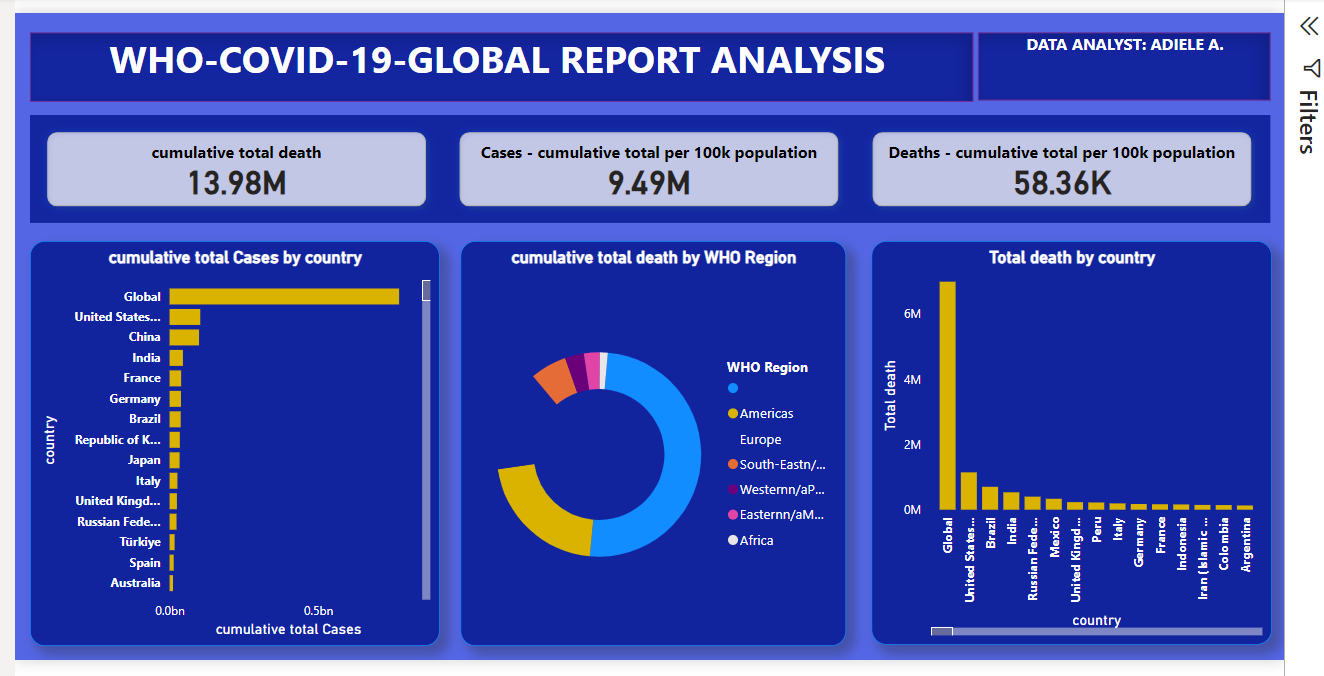 WHO-COVID-19-GLOBAL REPORT ANALYSIS
DATA ANALYST: ADIELE A.
Filters
cumulative total death
13.98M
Cases - cumulative total per 100k population
9.49M
Deaths - cumulative total per 100k population
58.36K
cumulative total Cases by country
country
Global
United States...
China
India
France
Germany
Brazil
Republic of K...
Japan
Italy
United Kingd...
Russian Fede...
Türkiye
Spain
Australia
0.0bn
0.5bn
cumulative total Cases
cumulative total death by WHO Region
WHO Region
Americas
Europe
South-Eastn/...
Westernn/aP...
Easternn/aM...
Africa
Total death by country
Total death
6M
4M
2M
0M
Global
United States...
Brazil
India
Russian Fede...
Mexico
United Kingd...
Peru
Italy
Germany
France
Indonesia
Iran (Islamic ...
Colombia
Argentina
country